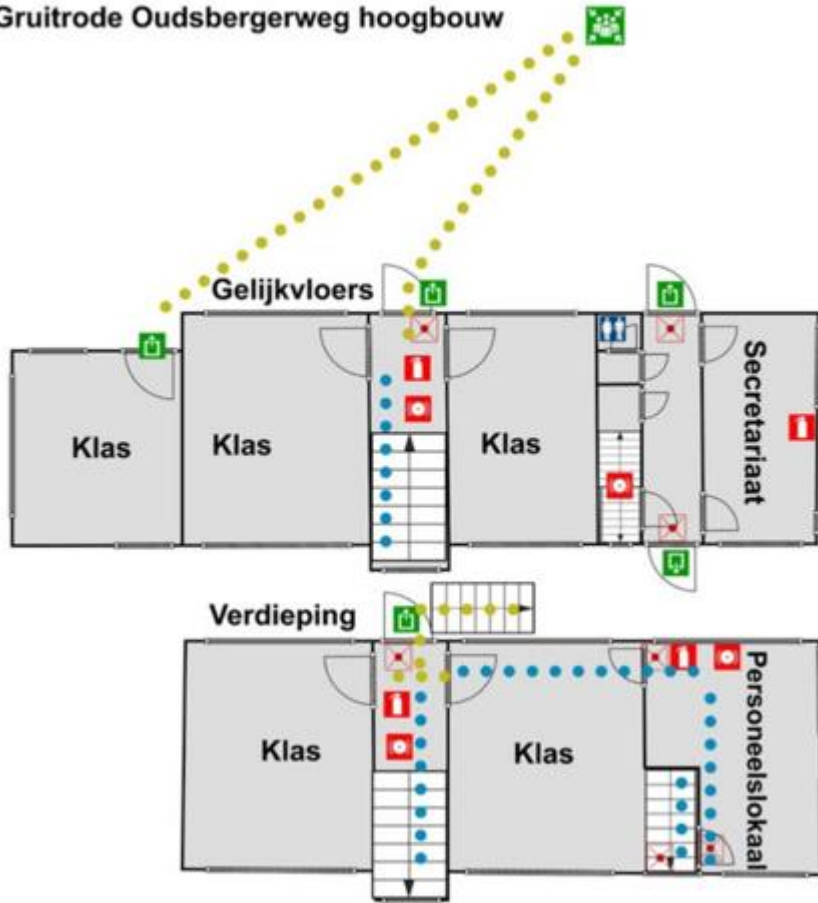 Gruitrode Oudsbergerweg hoogbouw
Gelijkvloers
Klas
Klas
Klas
Secretariaat
Verdieping
Klas
Klas
Personeelslokaal